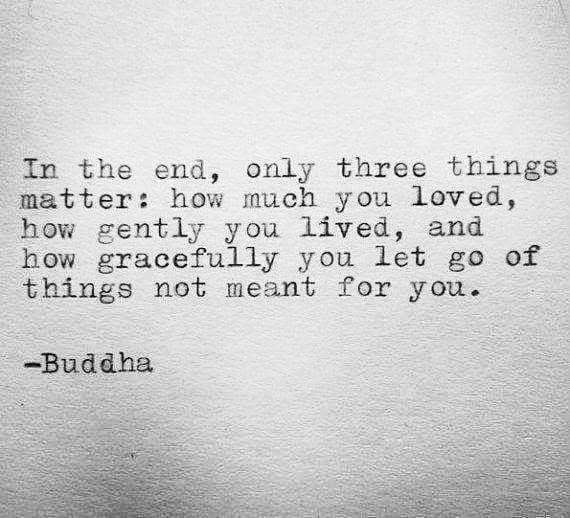 In the end, only three things
matter: how much you loved,
how gently you lived, and
how gracefully you let go of
things not meant for you.
-Buddha